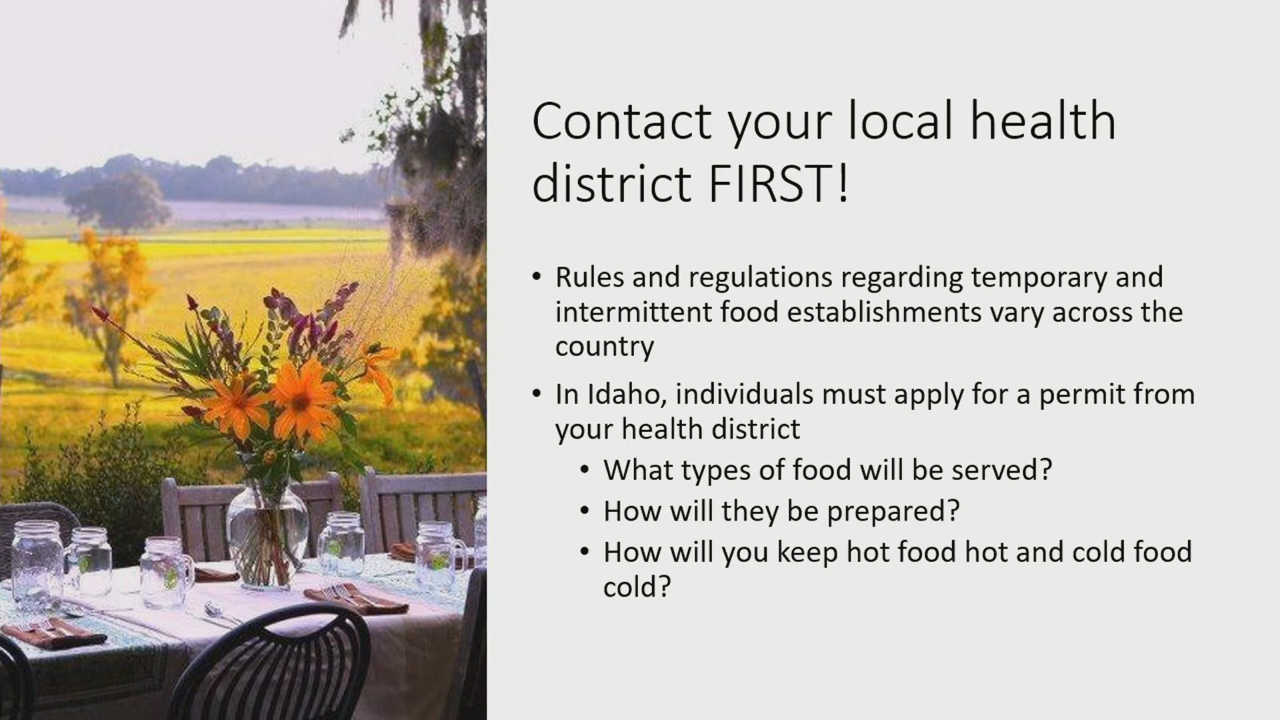 Contact your local health
district FIRST!
• Rules and regulations regarding temporary and
intermittent food establishments vary across the
country
• In Idaho, individuals must apply for a permit from
your health district
• What types of food will be served?
• How will they be prepared?
• How will you keep hot food hot and cold food
cold?